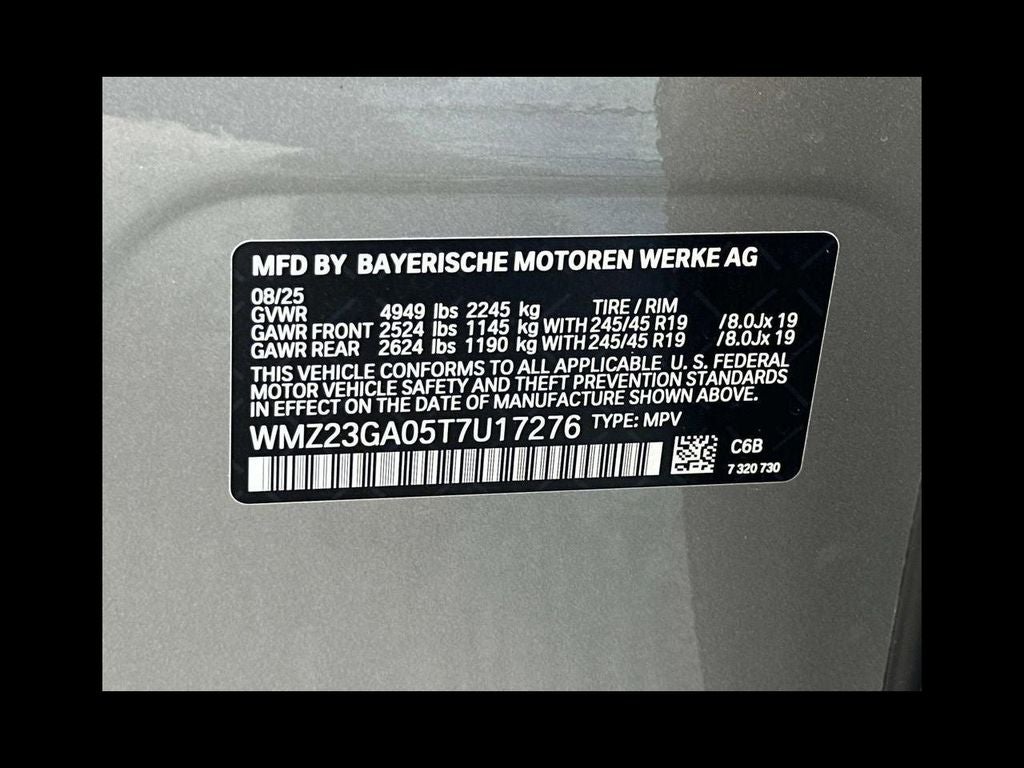 MFD BY BAYERISCHE MOTOREN WERKE AG
08/25
GVWR 4949 lbs 2245 kg TIRE / RIM
GAWR FRONT 2524 lbs 1145 kg WITH 245/45 R19 /8.0Jx 19
GAWR REAR 2624 lbs 1190 kg WITH 245/45 R19 /8.0Jx 19
THIS VEHICLE CONFORMS TO ALL APPLICABLE U. S. FEDERAL
MOTOR VEHICLE SAFETY AND THEFT PREVENTION STANDARDS
IN EFFECT ON THE DATE OF MANUFACTURE SHOWN ABOVE.
WMZ23GA05T7U17276 TYPE: MPV
C6B
7 320 730